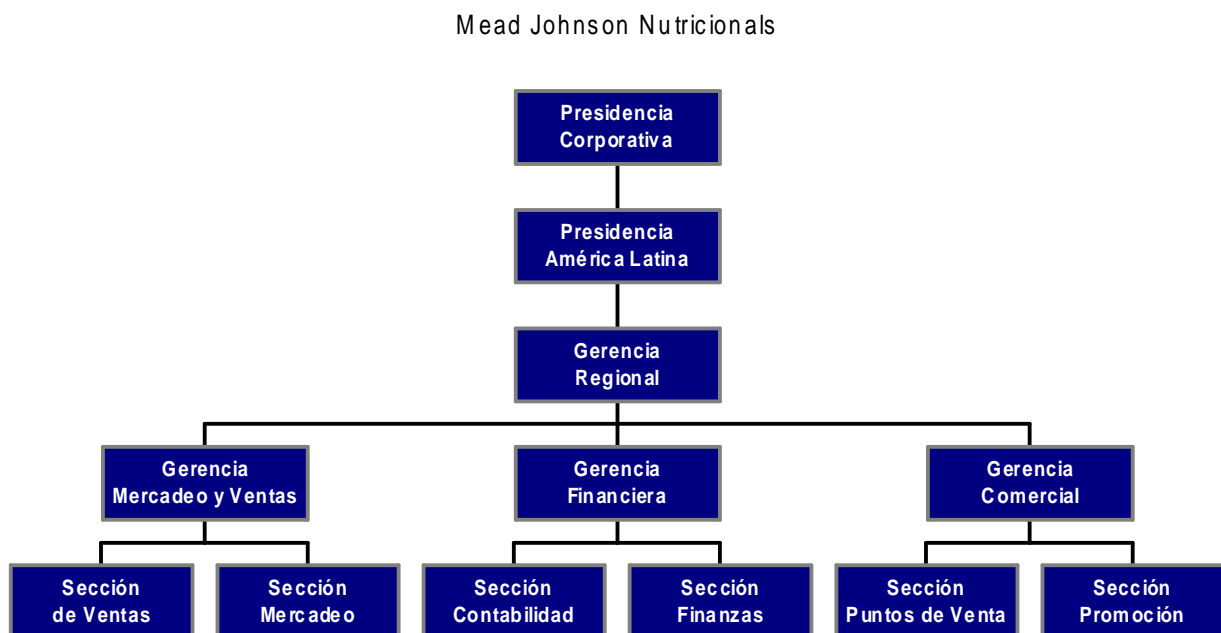 Mead Johnson Nutricionals
Presidencia
Corporativa
Presidencia
América Latina
Gerencia
Regional
Gerencia
Mercadeo y Ventas
Gerencia
Financiera
Gerencia
Comercial
Sección
de Ventas
Sección
Mercadeo
Sección
Contabilidad
Sección
Finanzas
Sección
Puntos de Venta
Sección
Promoción